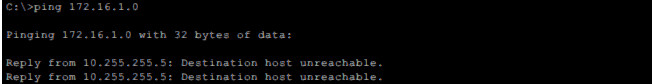 C:\>ping 172.16.1.0
Pinging 172.16.1.0 with 32 bytes of data:
Reply from 10.255.255.5: Destination host unreachable.
Reply from 10.255.255.5: Destination host unreachable.